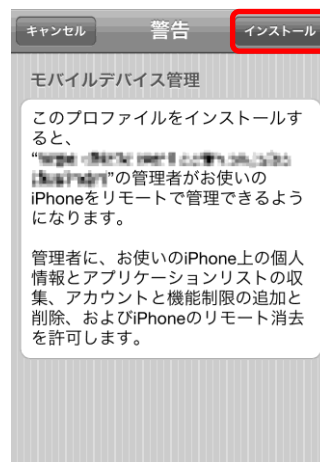 キャンセル 警告 インストール
モバイルデバイス管理
このプロファイルをインストールす
ると、
“
”の管理者がお使いの
iPhoneをリモートで管理できるよう
になります。
管理者に、お使いのiPhone上の個人
情報とアプリケーションリストの収
集、アカウントと機能制限の追加と
削除、およびiPhoneのリモート消去
を許可します。